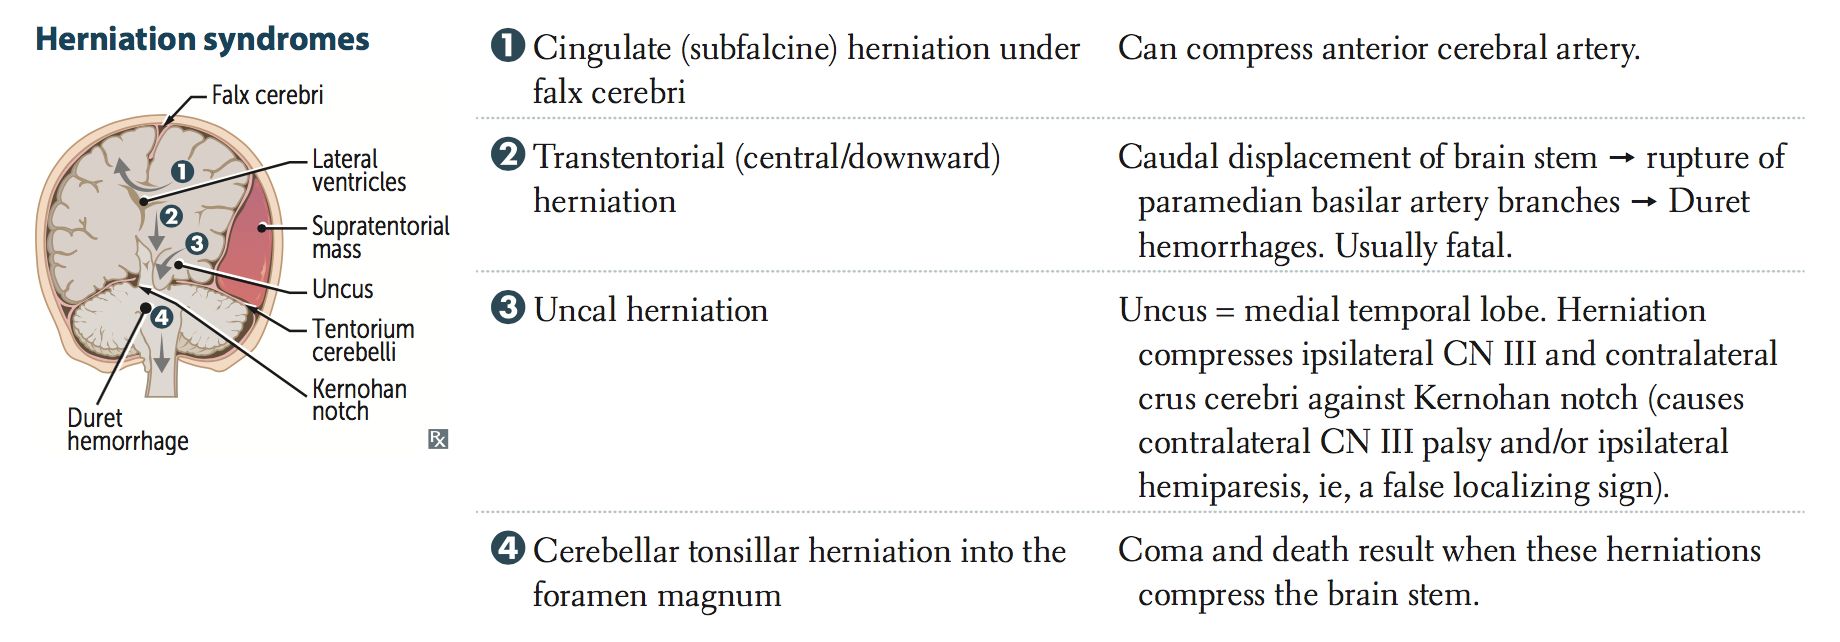 Herniation syndromes
Falx cerebri
Lateral
ventricles
Supratentorial
mass
Uncus
Tentorium
cerebelli
Kernohan
notch
Duret
hemorrhage
1
2
3
4
Rx
1 Cingulate (subfalcine) herniation under
falx cerebri
Can compress anterior cerebral artery.
2 Transtentorial (central/downward)
herniation
Caudal displacement of brain stem → rupture of
paramedian basilar artery branches → Duret
hemorrhages. Usually fatal.
3 Uncal herniation
Uncus = medial temporal lobe. Herniation
compresses ipsilateral CN III and contralateral
crus cerebri against Kernohan notch (causes
contralateral CN III palsy and/or ipsilateral
hemiparesis, ie, a false localizing sign).
4 Cerebellar tonsillar herniation into the
foramen magnum
Coma and death result when these herniations
compress the brain stem.